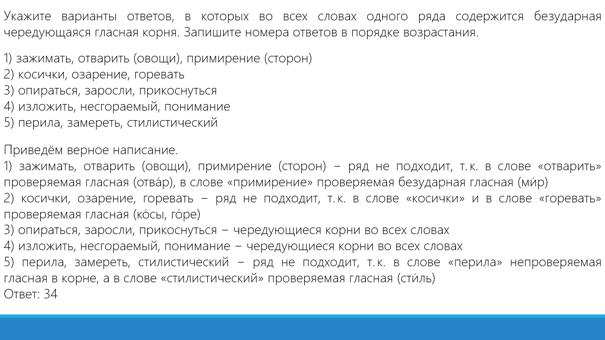 Укажите варианты ответов, в которых во всех словах одного ряда содержится безударная
чередующаяся гласная корня. Запишите номера ответов в порядке возрастания.
1) зажимать, отварить (овощи), примирение (сторон)
2) косички, озарение, горевать
3) опираться, заросли, прикоснуться
4) изложить, несгораемый, понимание
5) перила, замереть, стилистический
Приведём верное написание.
1) зажимать, отварить (овощи), примирение (сторон) – ряд не подходит, т. к. в слове «отварить»
проверяемая гласная (отва́р), в слове «примирение» проверяемая безударная гласная (ми́р)
2) косички, озарение, горевать – ряд не подходит, т. к. в слове «косички» и в слове «горевать»
проверяемая гласная (ко́сы, го́ре)
3) опираться, заросли, прикоснуться – чередующиеся корни во всех словах
4) изложить, несгораемый, понимание – чередующиеся корни во всех словах
5) перила, замереть, стилистический – ряд не подходит, т. к. в слове «перила» непроверяемая
гласная в корне, а в слове «стилистический» проверяемая гласная (сти́ль)
Ответ: 34